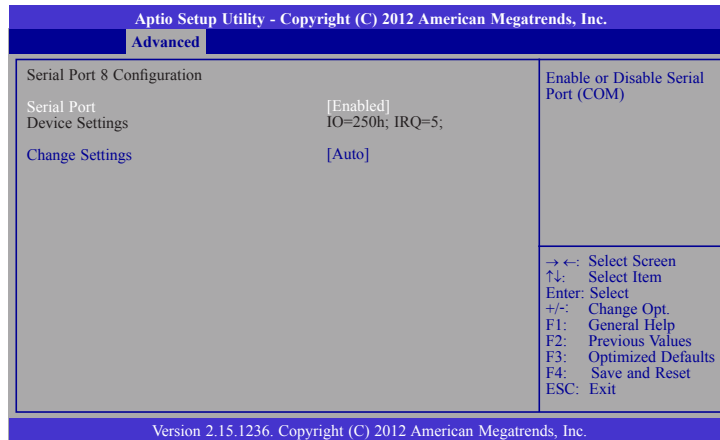 Aptio Setup Utility - Copyright (C) 2012 American Megatrends, Inc.
Advanced
Serial Port 8 Configuration
Serial Port [Enabled]
Device Settings IO=250h; IRQ=5;
Change Settings [Auto]
Enable or Disable Serial
Port (COM)
→ ←: Select Screen
↑↓: Select Item
Enter: Select
+/-: Change Opt.
F1: General Help
F2: Previous Values
F3: Optimized Defaults
F4: Save and Reset
ESC: Exit
Version 2.15.1236. Copyright (C) 2012 American Megatrends, Inc.